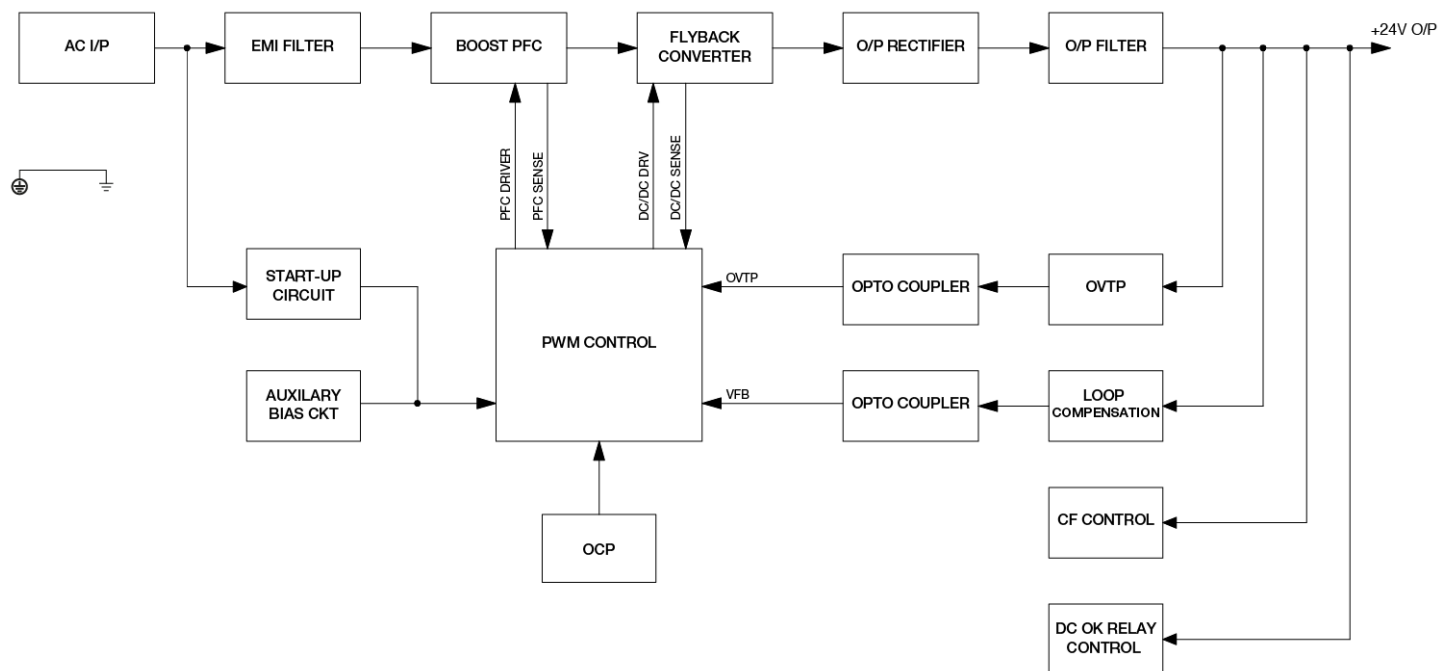 AC I/P
EMI FILTER
BOOST PFC
FLYBACK
CONVERTER
O/P RECTIFIER
O/P FILTER
+24V O/P
PFC DRIVER
PFC SENSE
DC/DC DRV
DC/DC SENSE
START-UP
CIRCUIT
PWM CONTROL
OVTP
OPTO COUPLER
OVTP
AUXILARY
BIAS CKT
VFB
OPTO COUPLER
LOOP
COMPENSATION
OCP
CF CONTROL
DC OK RELAY
CONTROL